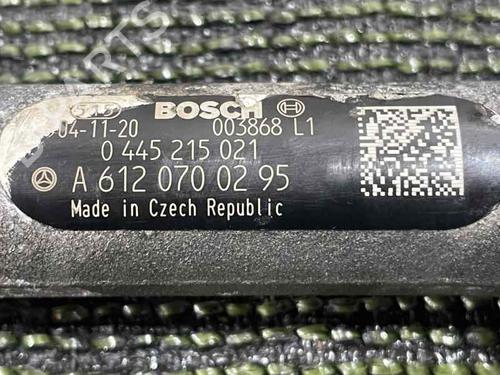 BOSCH
04-11-20 003868 L1
0 445 215 021
A 612 070 02 95
Made in Czech Republic